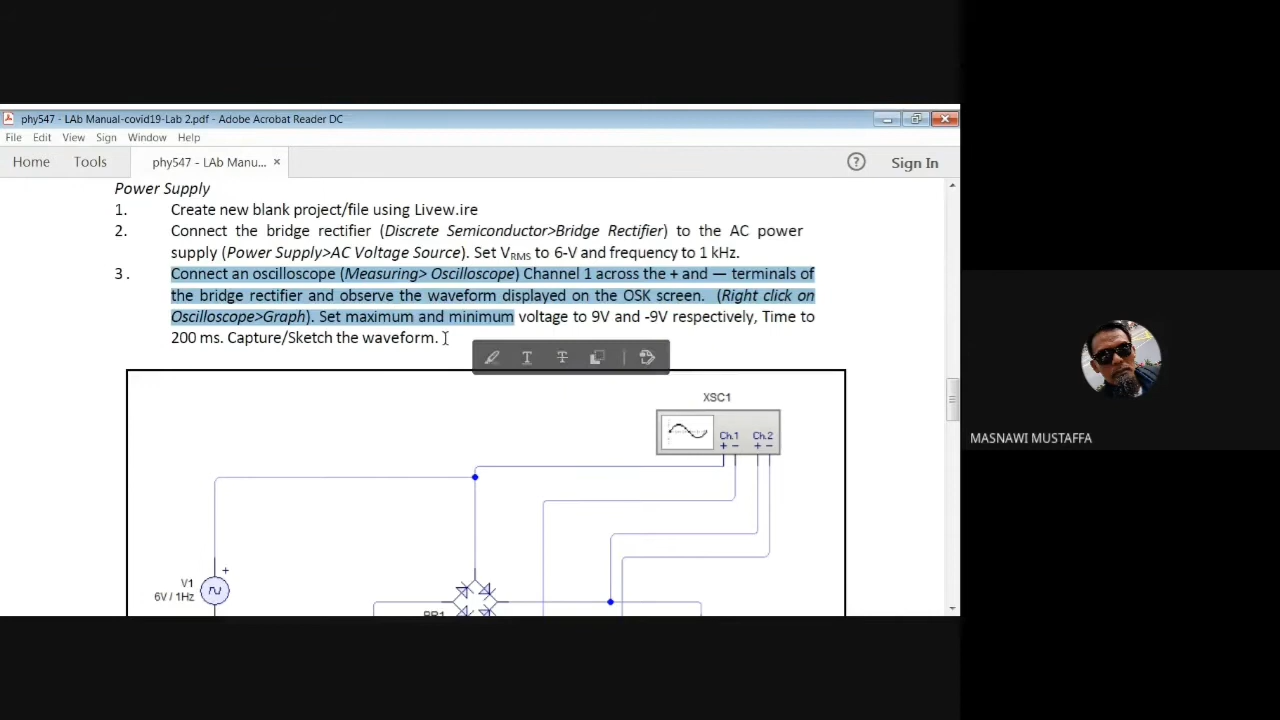 phy547 - LAb Manual-covid19-Lab 2.pdf - Adobe Acrobat Reader DC
File Edit View Sign Window Help
Home Tools phy547 - LAb Manu... × ? Sign In
Power Supply
1. Create new blank project/file using Livew.ire
2. Connect the bridge rectifier (Discrete Semiconductor>Bridge Rectifier) to the AC power
supply (Power Supply>AC Voltage Source). Set VRMS to 6-V and frequency to 1 kHz.
3. Connect an oscilloscope (Measuring> Oscilloscope) Channel 1 across the + and — terminals of
the bridge rectifier and observe the waveform displayed on the OSK screen. (Right click on
Oscilloscope>Graph). Set maximum and minimum voltage to 9V and -9V respectively, Time to
200 ms. Capture/Sketch the waveform.
XSC1
Ch.1 Ch.2
+ - + -
+
V1
6V / 1Hz
BR1
MASNAWI MUSTAFFA